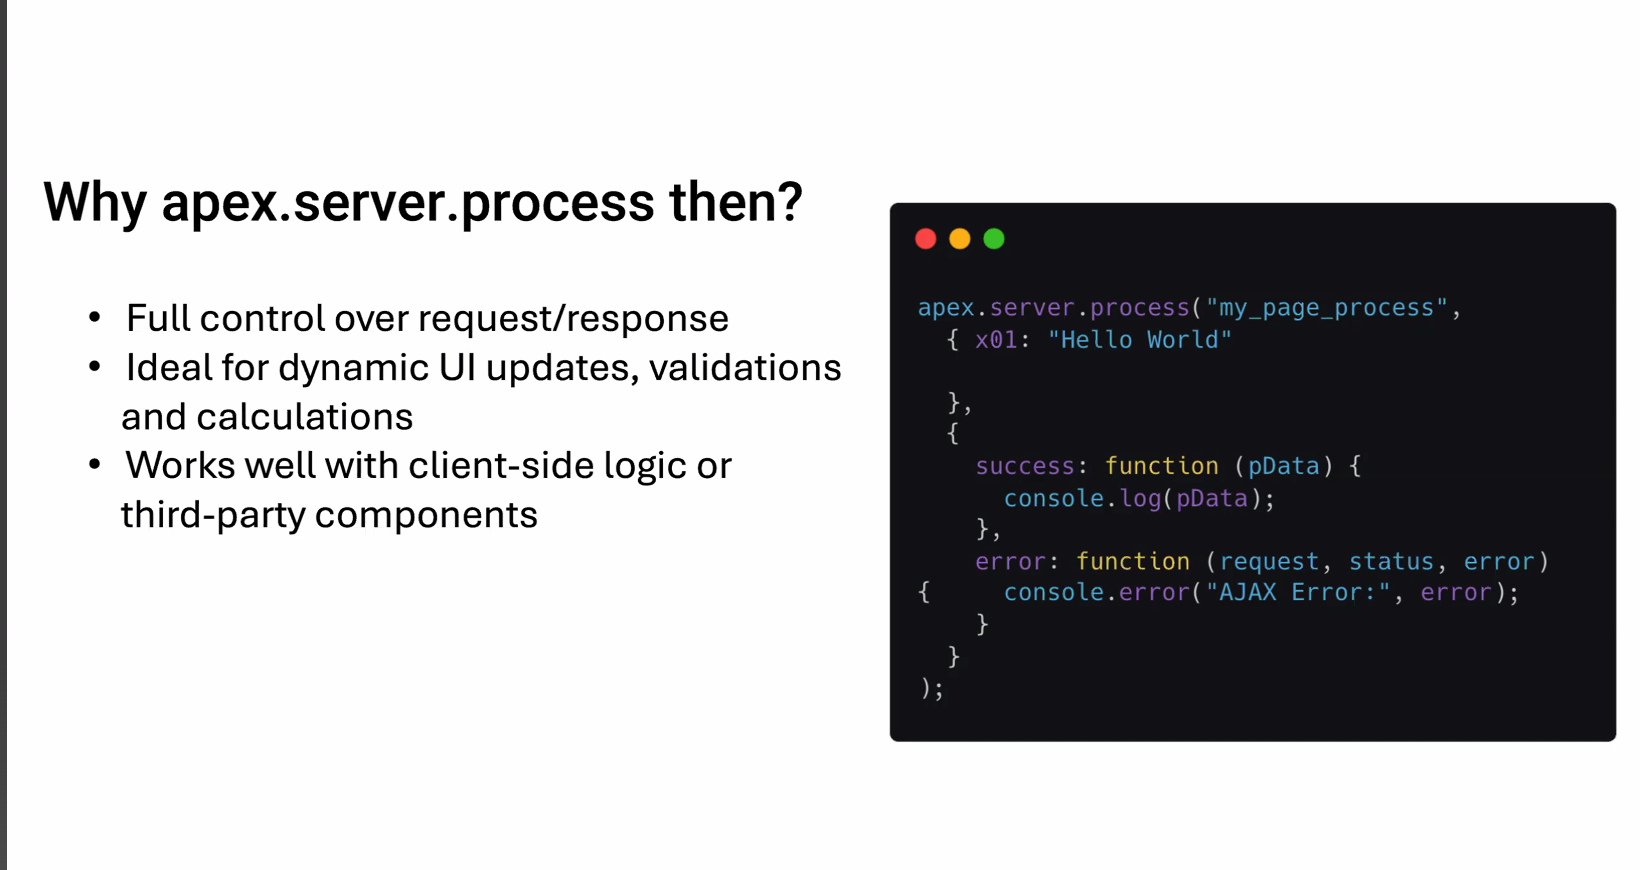 Why apex.server.process then?
• Full control over request/response
• Ideal for dynamic UI updates, validations
and calculations
• Works well with client-side logic or
third-party components
apex.server.process("my_page_process",
  { x01: "Hello World"
  },
  {
    success: function (pData) {
      console.log(pData);
    },
    error: function (request, status, error)
{     console.error("AJAX Error:", error);
    }
  }
);